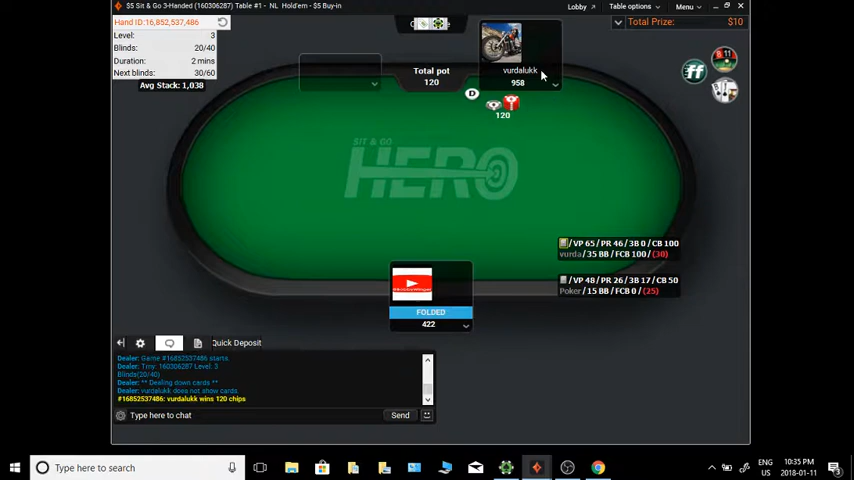 $5 Sit & Go 3-Handed (160306287) Table #1 - NL Hold'em - $5 Buy-in
Lobby
Table options
Menu
Hand ID:16,852,537,486
Level:
3
Blinds:
20/40
Duration:
2 mins
Next blinds:
30/60
Avg Stack: 1,038
Total Prize:
$10
11
ff
Total pot
120
vurdalukk
958
D
120
SIT & GO
HERO
/ VP 65 / PR 46 / 3B 0 / CB 100
vurda / 35 BB / FCB 100 / (30)
/ VP 48 / PR 26 / 3B 17 / CB 50
Poker / 15 BB / FCB 0 / (25)
FOLDED
422
Quick Deposit
Dealer: Game #16852537486 starts.
Dealer: Trny: 160306287 Level: 3
Blinds(20/40)
Dealer: ** Dealing down cards **
Dealer: vurdalukk does not show cards.
#16852537486: vurdalukk wins 120 chips
Type here to chat
Send
Type here to search
ENG
US
10:35 PM
2018-01-11
3